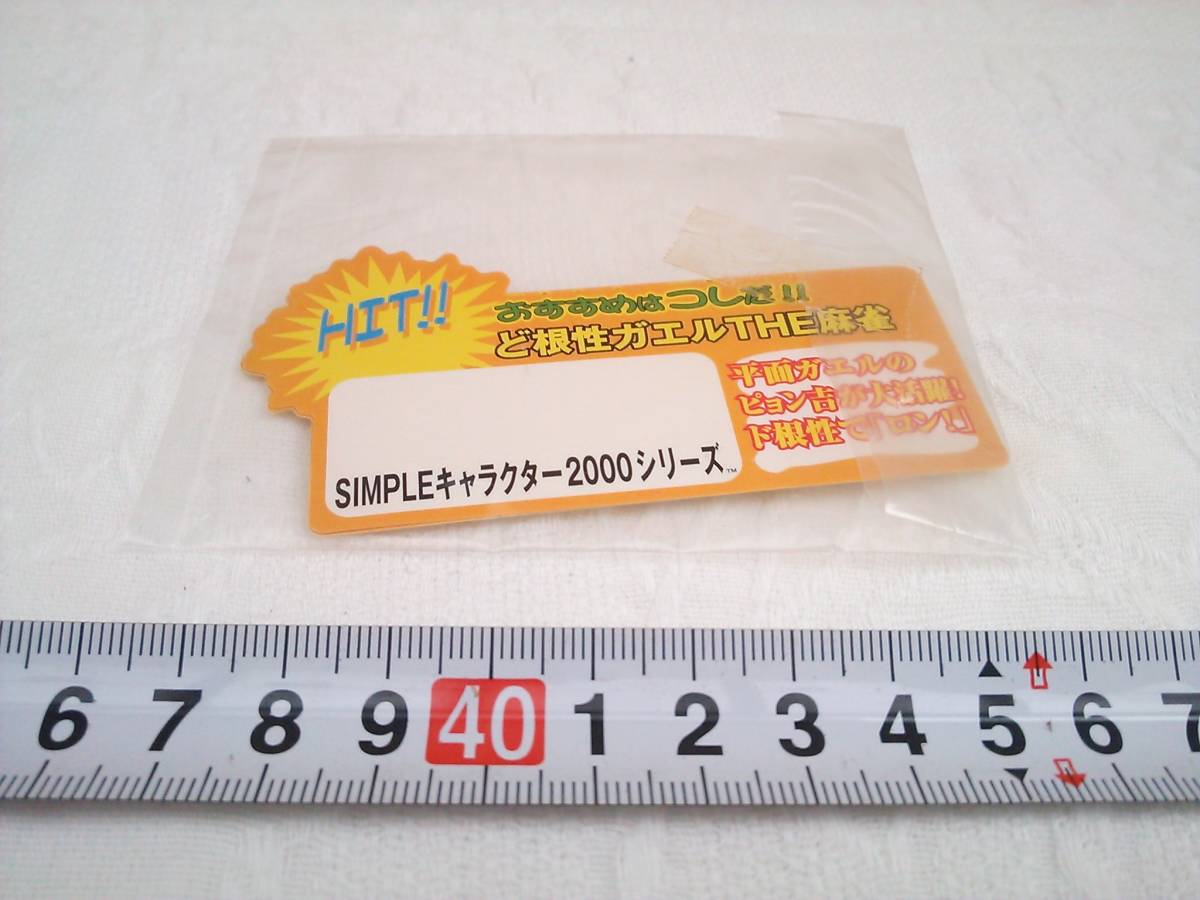 HIT!!
おすすめはコレだ!!
ど根性ガエルTHE麻雀
平面ガエルの
ピョン吉が大活躍!
ド根性で「ロン!」
SIMPLEキャラクター2000シリーズ™
6 7 8 9 40 1 2 3 4 5 6 7